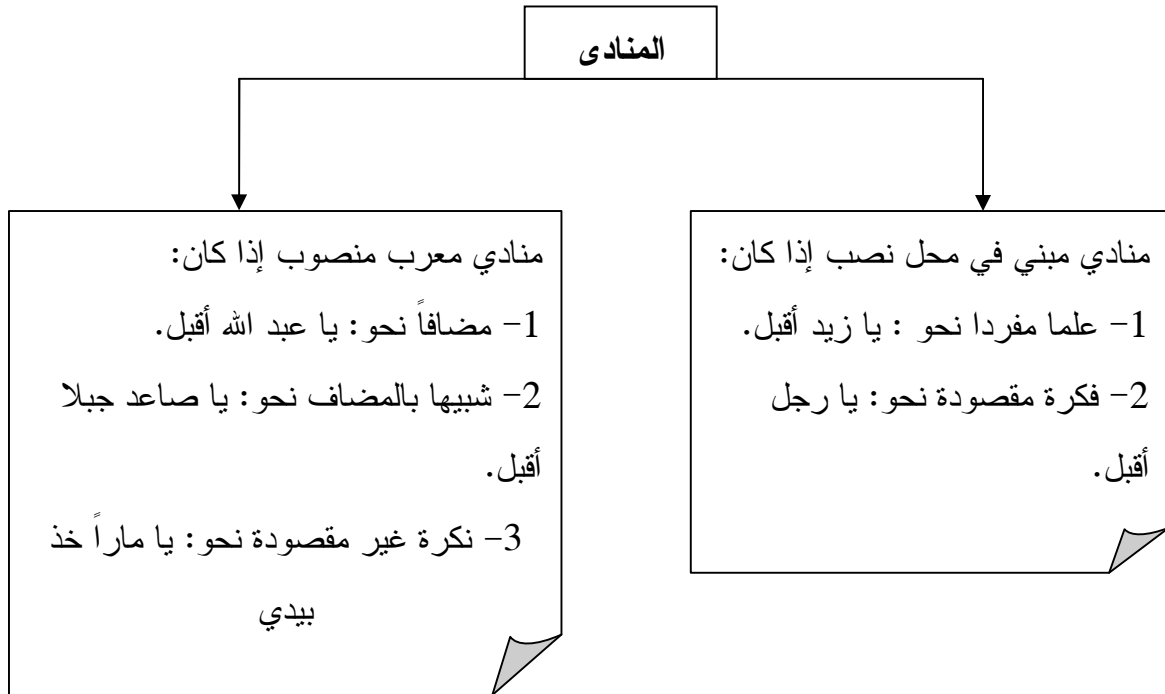 المنادى
منادي مبني في محل نصب إذا كان:
1- علما مفردا نحو : يا زيد أقبل.
2- فكرة مقصودة نحو: يا رجل
أقبل.
منادي معرب منصوب إذا كان:
1- مضافاً نحو: يا عبد الله أقبل.
2- شبيها بالمضاف نحو: يا صاعد جبلا
أقبل.
3- نكرة غير مقصودة نحو: يا ماراً خذ
بيدي